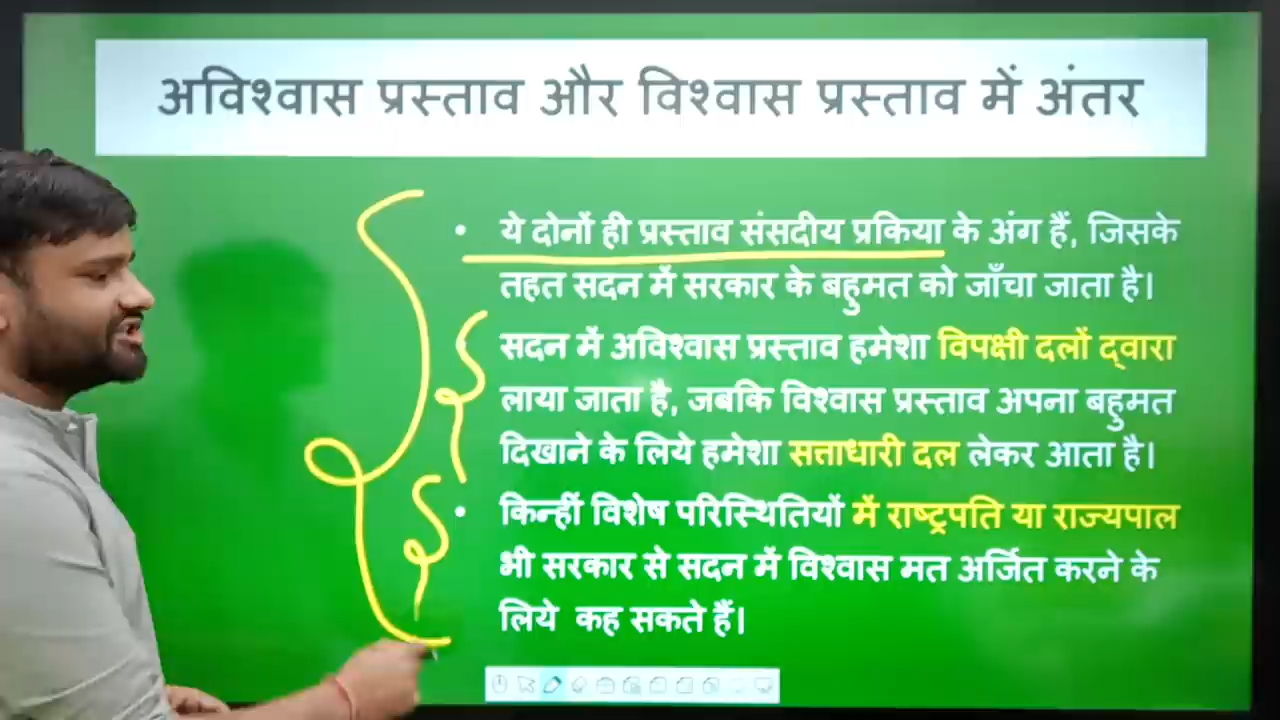 अविश्वास प्रस्ताव और विश्वास प्रस्ताव में अंतर
• ये दोनों ही प्रस्ताव संसदीय प्रकिया के अंग हैं, जिसके
तहत सदन में सरकार के बहुमत को जाँचा जाता है।
सदन में अविश्वास प्रस्ताव हमेशा विपक्षी दलों द्वारा
लाया जाता है, जबकि विश्वास प्रस्ताव अपना बहुमत
दिखाने के लिये हमेशा सत्ताधारी दल लेकर आता है।
• किन्हीं विशेष परिस्थितियों में राष्ट्रपति या राज्यपाल
भी सरकार से सदन में विश्वास मत अर्जित करने के
लिये कह सकते हैं।